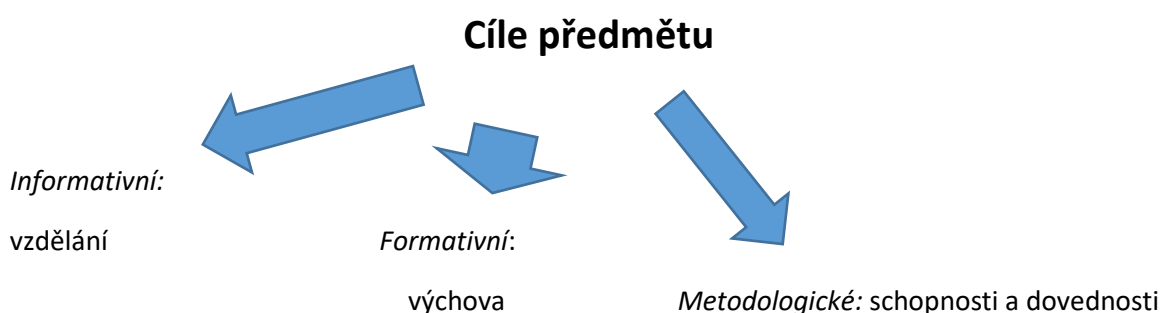 Cíle předmětu
Informativní:
vzdělání
Formativní:
výchova
Metodologické: schopnosti a dovednosti